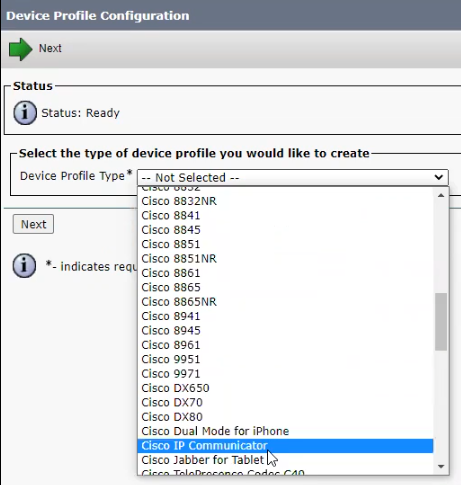 Device Profile Configuration
Next
Status
Status: Ready
Select the type of device profile you would like to create
Device Profile Type* -- Not Selected --
Cisco 8832
Cisco 8832NR
Cisco 8841
Cisco 8845
Cisco 8851
Cisco 8851NR
Cisco 8861
Cisco 8865
Cisco 8865NR
Cisco 8941
Cisco 8945
Cisco 8961
Cisco 9951
Cisco 9971
Cisco DX650
Cisco DX70
Cisco DX80
Cisco Dual Mode for iPhone
Cisco IP Communicator
Cisco Jabber for Tablet
Cisco TelePresence Codec C40
Next
*- indicates requ